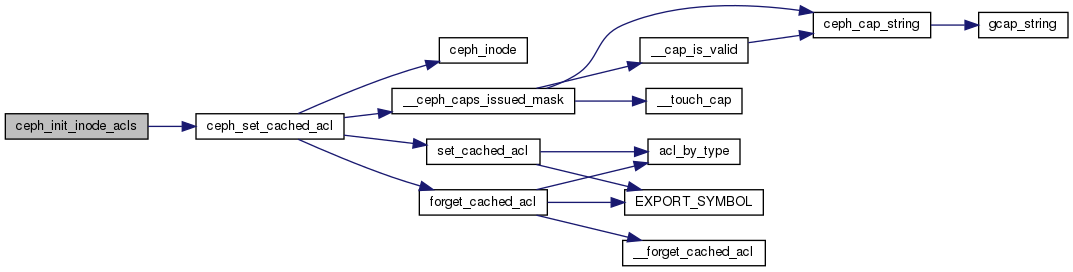 ceph_init_inode_acls
ceph_set_cached_acl
ceph_inode
__ceph_caps_issued_mask
set_cached_acl
forget_cached_acl
__cap_is_valid
__touch_cap
acl_by_type
EXPORT_SYMBOL
__forget_cached_acl
ceph_cap_string
gcap_string